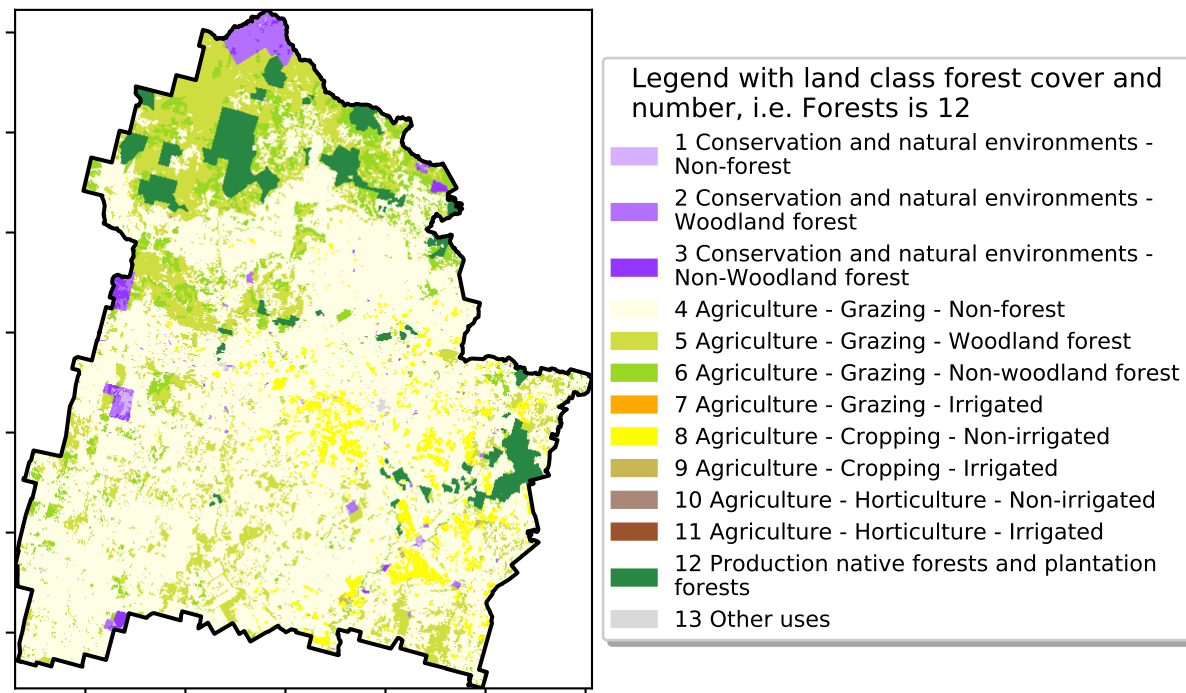 Legend with land class forest cover and
number, i.e. Forests is 12
1 Conservation and natural environments -
Non-forest
2 Conservation and natural environments -
Woodland forest
3 Conservation and natural environments -
Non-Woodland forest
4 Agriculture - Grazing - Non-forest
5 Agriculture - Grazing - Woodland forest
6 Agriculture - Grazing - Non-woodland forest
7 Agriculture - Grazing - Irrigated
8 Agriculture - Cropping - Non-irrigated
9 Agriculture - Cropping - Irrigated
10 Agriculture - Horticulture - Non-irrigated
11 Agriculture - Horticulture - Irrigated
12 Production native forests and plantation
forests
13 Other uses